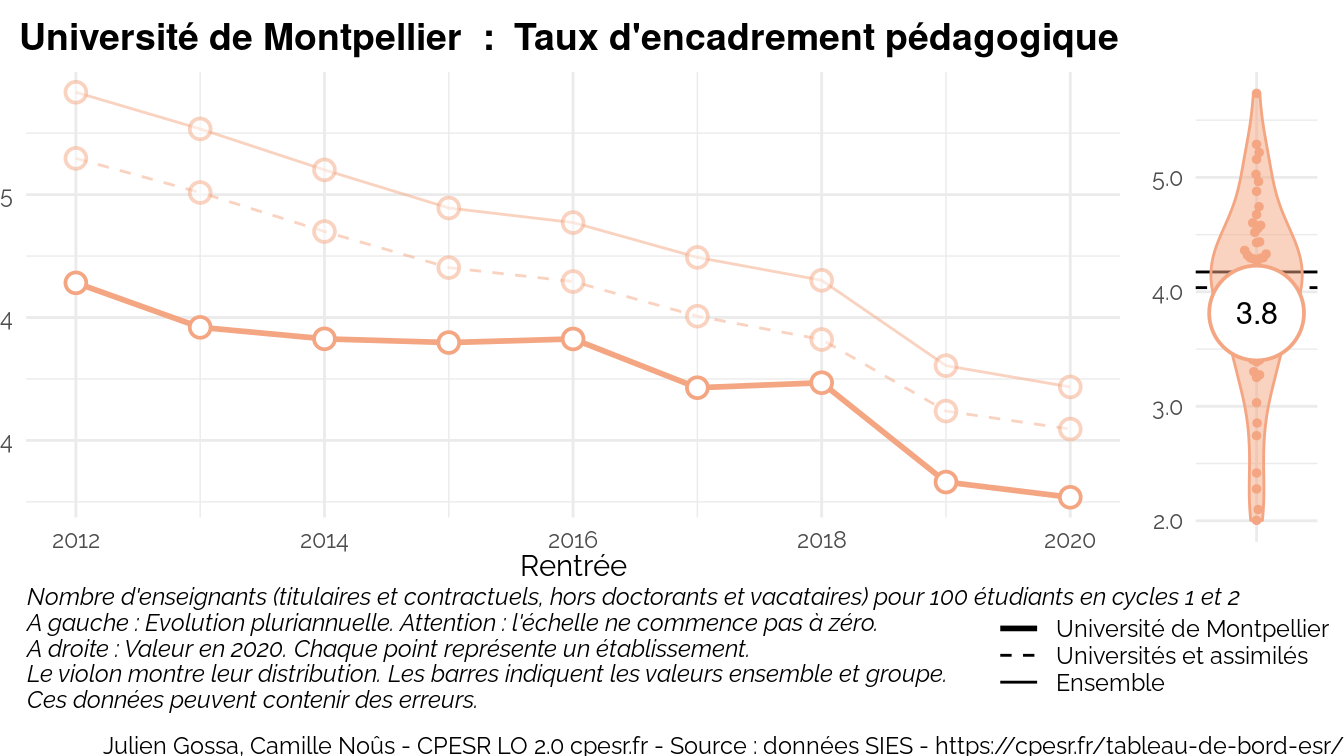 Université de Montpellier : Taux d'encadrement pédagogique
5
4
4
2012 2014 2016 2018 2020
Rentrée
5.0
4.0
3.0
2.0
3.8
Nombre d'enseignants (titulaires et contractuels, hors doctorants et vacataires) pour 100 étudiants en cycles 1 et 2
A gauche : Evolution pluriannuelle. Attention : l'échelle ne commence pas à zéro.
A droite : Valeur en 2020. Chaque point représente un établissement.
Le violon montre leur distribution. Les barres indiquent les valeurs ensemble et groupe.
Ces données peuvent contenir des erreurs.
Université de Montpellier
Universités et assimilés
Ensemble
Julien Gossa, Camille Noûs - CPESR LO 2.0 cpesr.fr - Source : données SIES - https://cpesr.fr/tableau-de-bord-esr/